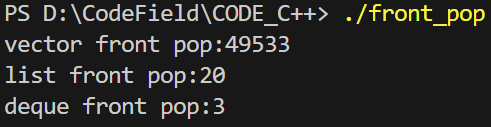 PS D:\CodeField\CODE_C++> ./front_pop
vector front pop:49533
list front pop:20
deque front pop:3